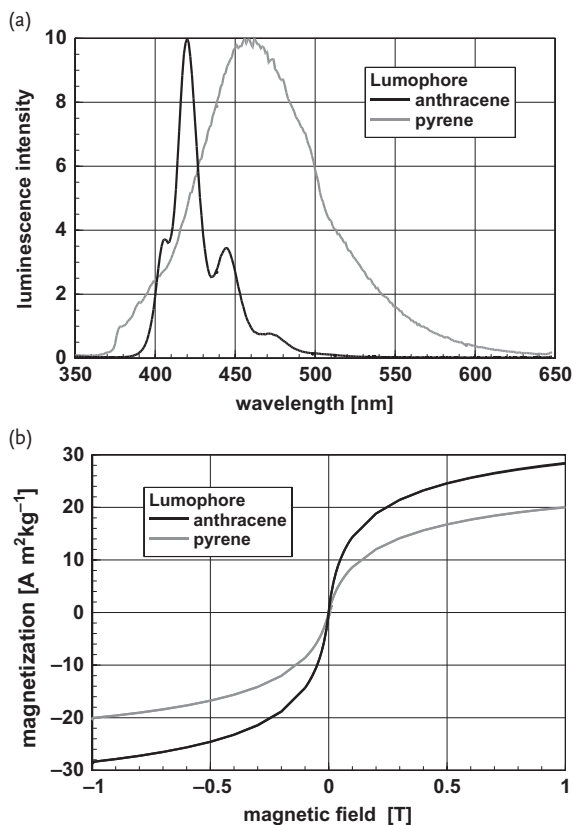 (a)
10
8
6
4
2
0
luminescence intensity
Lumophore
anthracene
pyrene
350 400 450 500 550 600 650
wavelength [nm]
(b)
30
20
10
0
−10
−20
−30
magnetization [A m²kg⁻¹]
Lumophore
anthracene
pyrene
−1 −0.5 0 0.5 1
magnetic field [T]